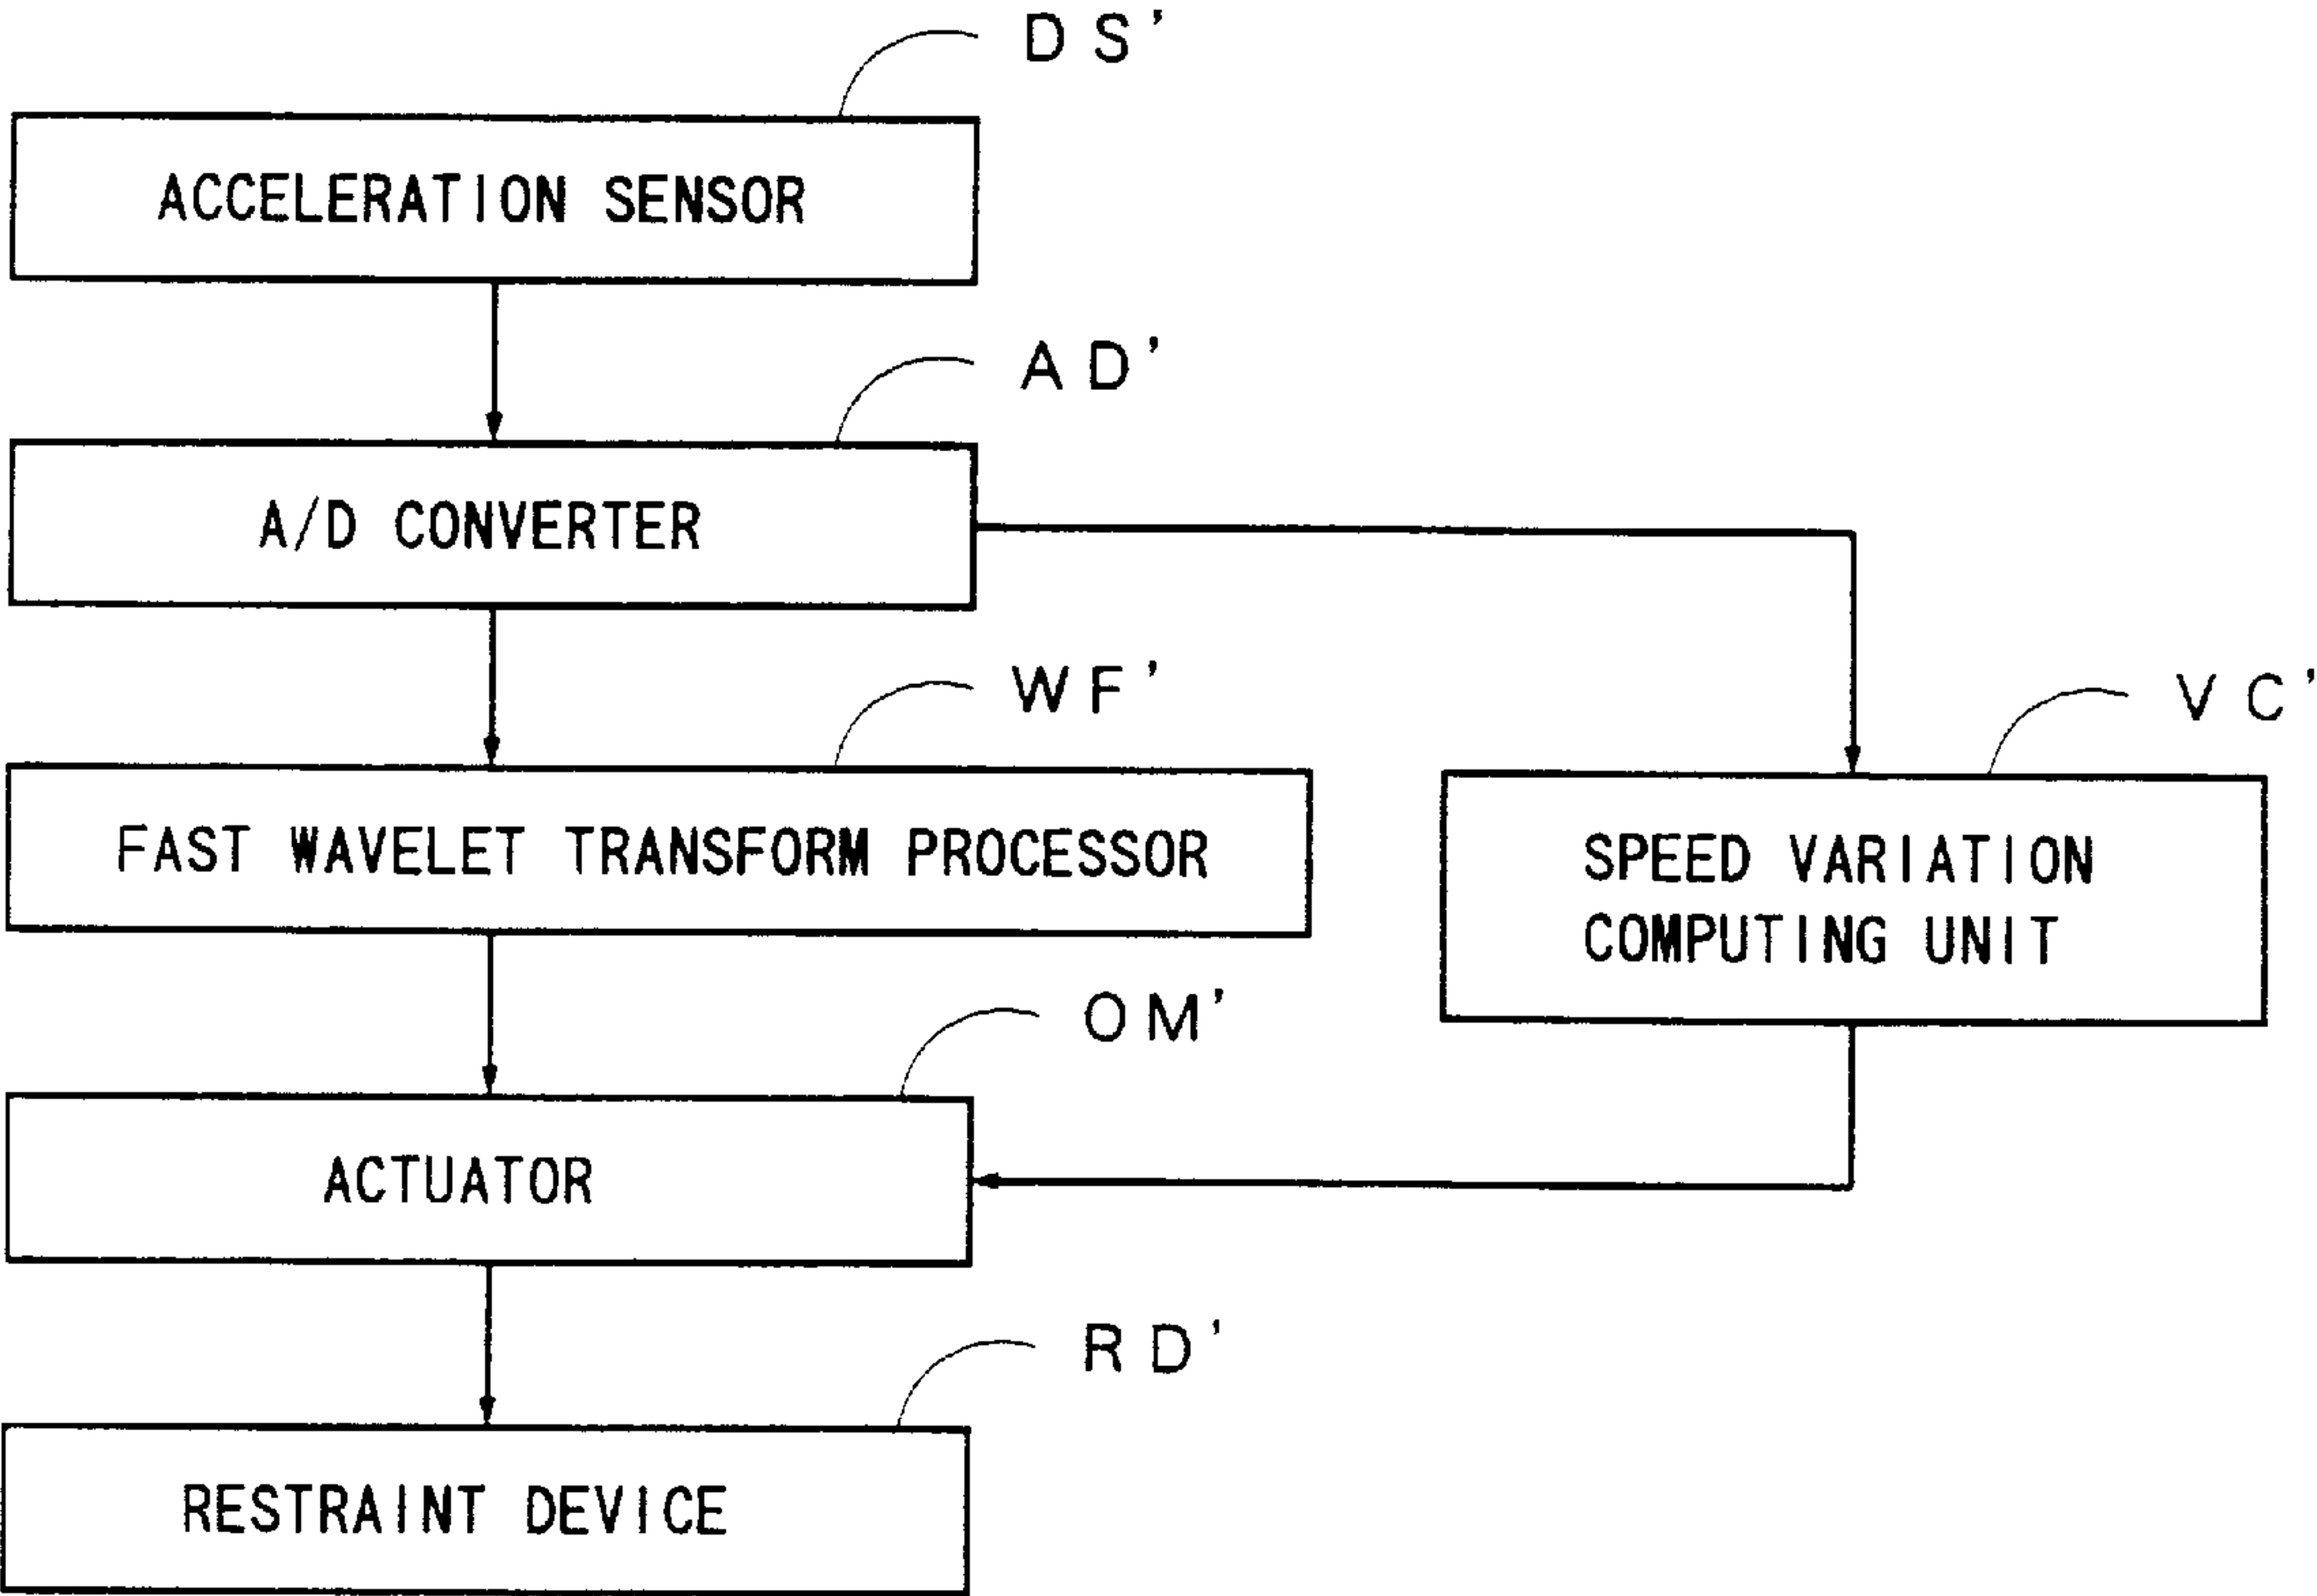 DS'
ACCELERATION SENSOR
AD'
A/D CONVERTER
WF'
VC'
FAST WAVELET TRANSFORM PROCESSOR
SPEED VARIATION
COMPUTING UNIT
OM'
ACTUATOR
RD'
RESTRAINT DEVICE